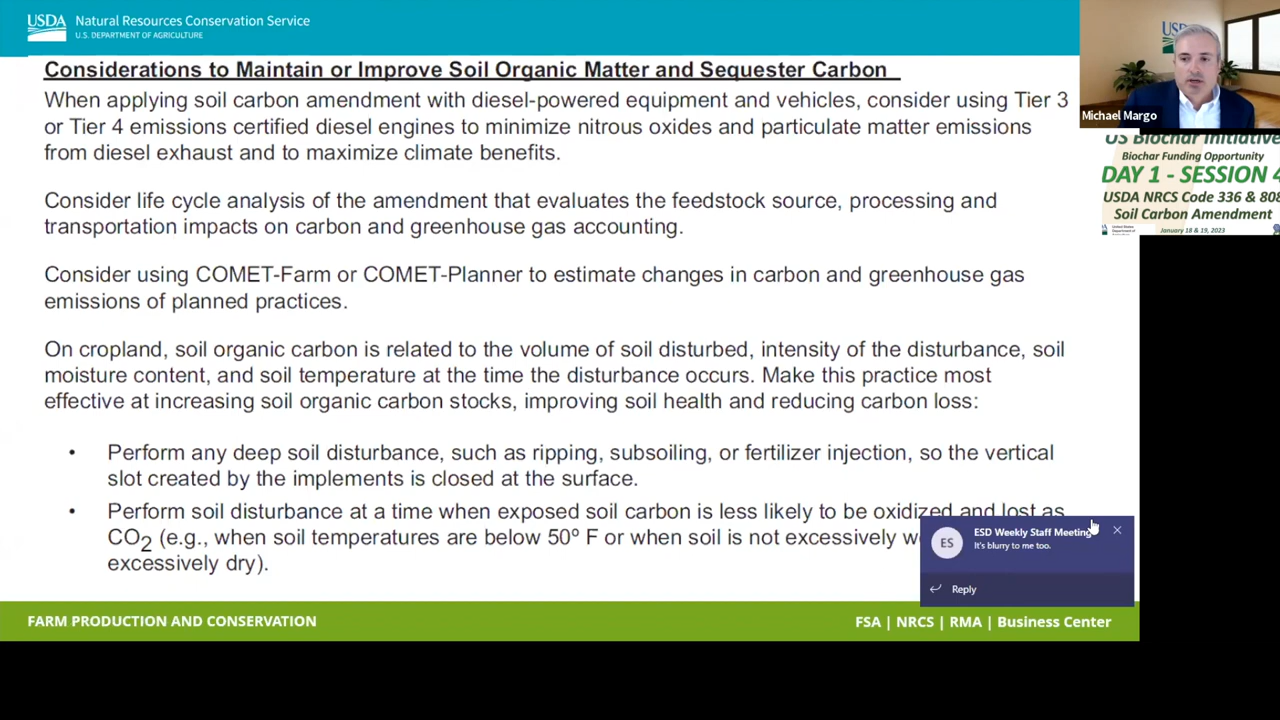 USDA
Natural Resources Conservation Service
U.S. DEPARTMENT OF AGRICULTURE
Considerations to Maintain or Improve Soil Organic Matter and Sequester Carbon
When applying soil carbon amendment with diesel-powered equipment and vehicles, consider using Tier 3
or Tier 4 emissions certified diesel engines to minimize nitrous oxides and particulate matter emissions
from diesel exhaust and to maximize climate benefits.
Consider life cycle analysis of the amendment that evaluates the feedstock source, processing and
transportation impacts on carbon and greenhouse gas accounting.
Consider using COMET-Farm or COMET-Planner to estimate changes in carbon and greenhouse gas
emissions of planned practices.
On cropland, soil organic carbon is related to the volume of soil disturbed, intensity of the disturbance, soil
moisture content, and soil temperature at the time the disturbance occurs. Make this practice most
effective at increasing soil organic carbon stocks, improving soil health and reducing carbon loss:
• Perform any deep soil disturbance, such as ripping, subsoiling, or fertilizer injection, so the vertical
slot created by the implements is closed at the surface.
• Perform soil disturbance at a time when exposed soil carbon is less likely to be oxidized and lost as
CO2 (e.g., when soil temperatures are below 50º F or when soil is not excessively
excessively dry).
ES
ESD Weekly Staff Meeting
It's blurry to me too.
Reply
FARM PRODUCTION AND CONSERVATION
FSA | NRCS | RMA | Business Center
Michael Margo
US Biochar Initiative
Biochar Funding Opportunity
DAY 1 - SESSION 4
USDA NRCS Code 336 & 808
Soil Carbon Amendment
January 18 & 19, 2023